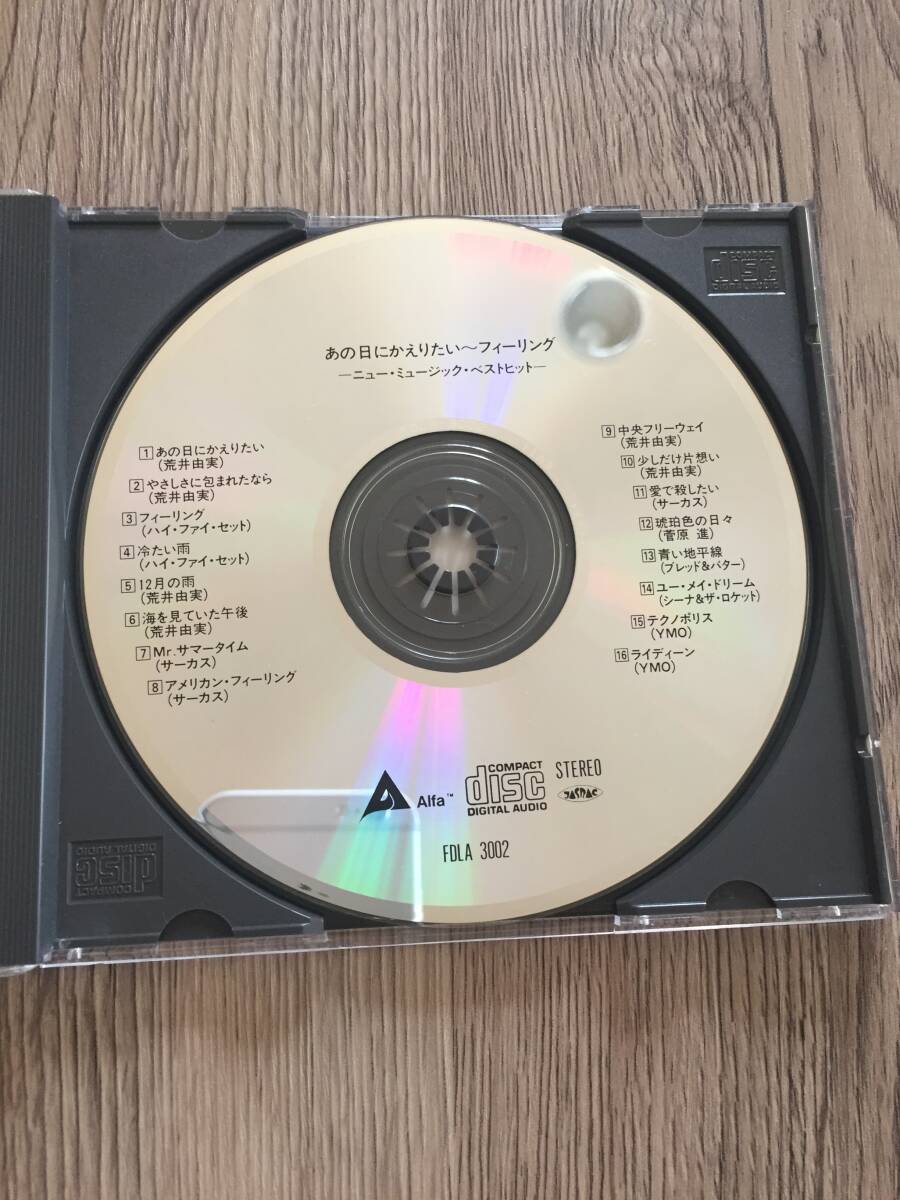 あの日にかえりたい～フィーリング
―ニュー・ミュージック・ベストヒット―
1 あの日にかえりたい
(荒井由実)
2 やさしさに包まれたなら
(荒井由実)
3 フィーリング
(ハイ・ファイ・セット)
4 冷たい雨
(ハイ・ファイ・セット)
5 12月の雨
(荒井由実)
6 海を見ていた午後
(荒井由実)
7 Mr.サマータイム
(サーカス)
8 アメリカン・フィーリング
(サーカス)
9 中央フリーウェイ
(荒井由実)
10 少しだけ片想い
(荒井由実)
11 愛で殺したい
(サーカス)
12 琥珀色の日々
(菅原 進)
13 青い地平線
(ブレッド&バター)
14 ユー・メイ・ドリーム
(シーナ&ザ・ロケット)
15 テクノポリス
(YMO)
16 ライディーン
(YMO)
Alfa™
COMPACT
disc
DIGITAL AUDIO
STEREO
JASRAC
FDLA 3002
COMPACT
disc
DIGITAL AUDIO
COMPACT
disc
DIGITAL AUDIO